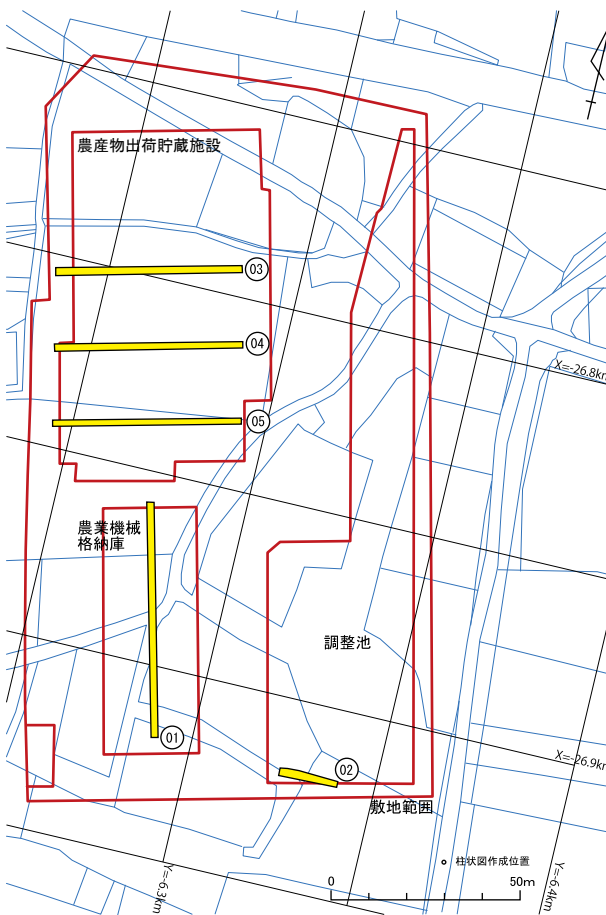 農産物出荷貯蔵施設
03
04
X=-26.8km
05
農業機械
格納庫
調整池
01
02
X=-26.9km
敷地範囲
柱状図作成位置
0
50m
Y=-6.3km
Y=-6.4km